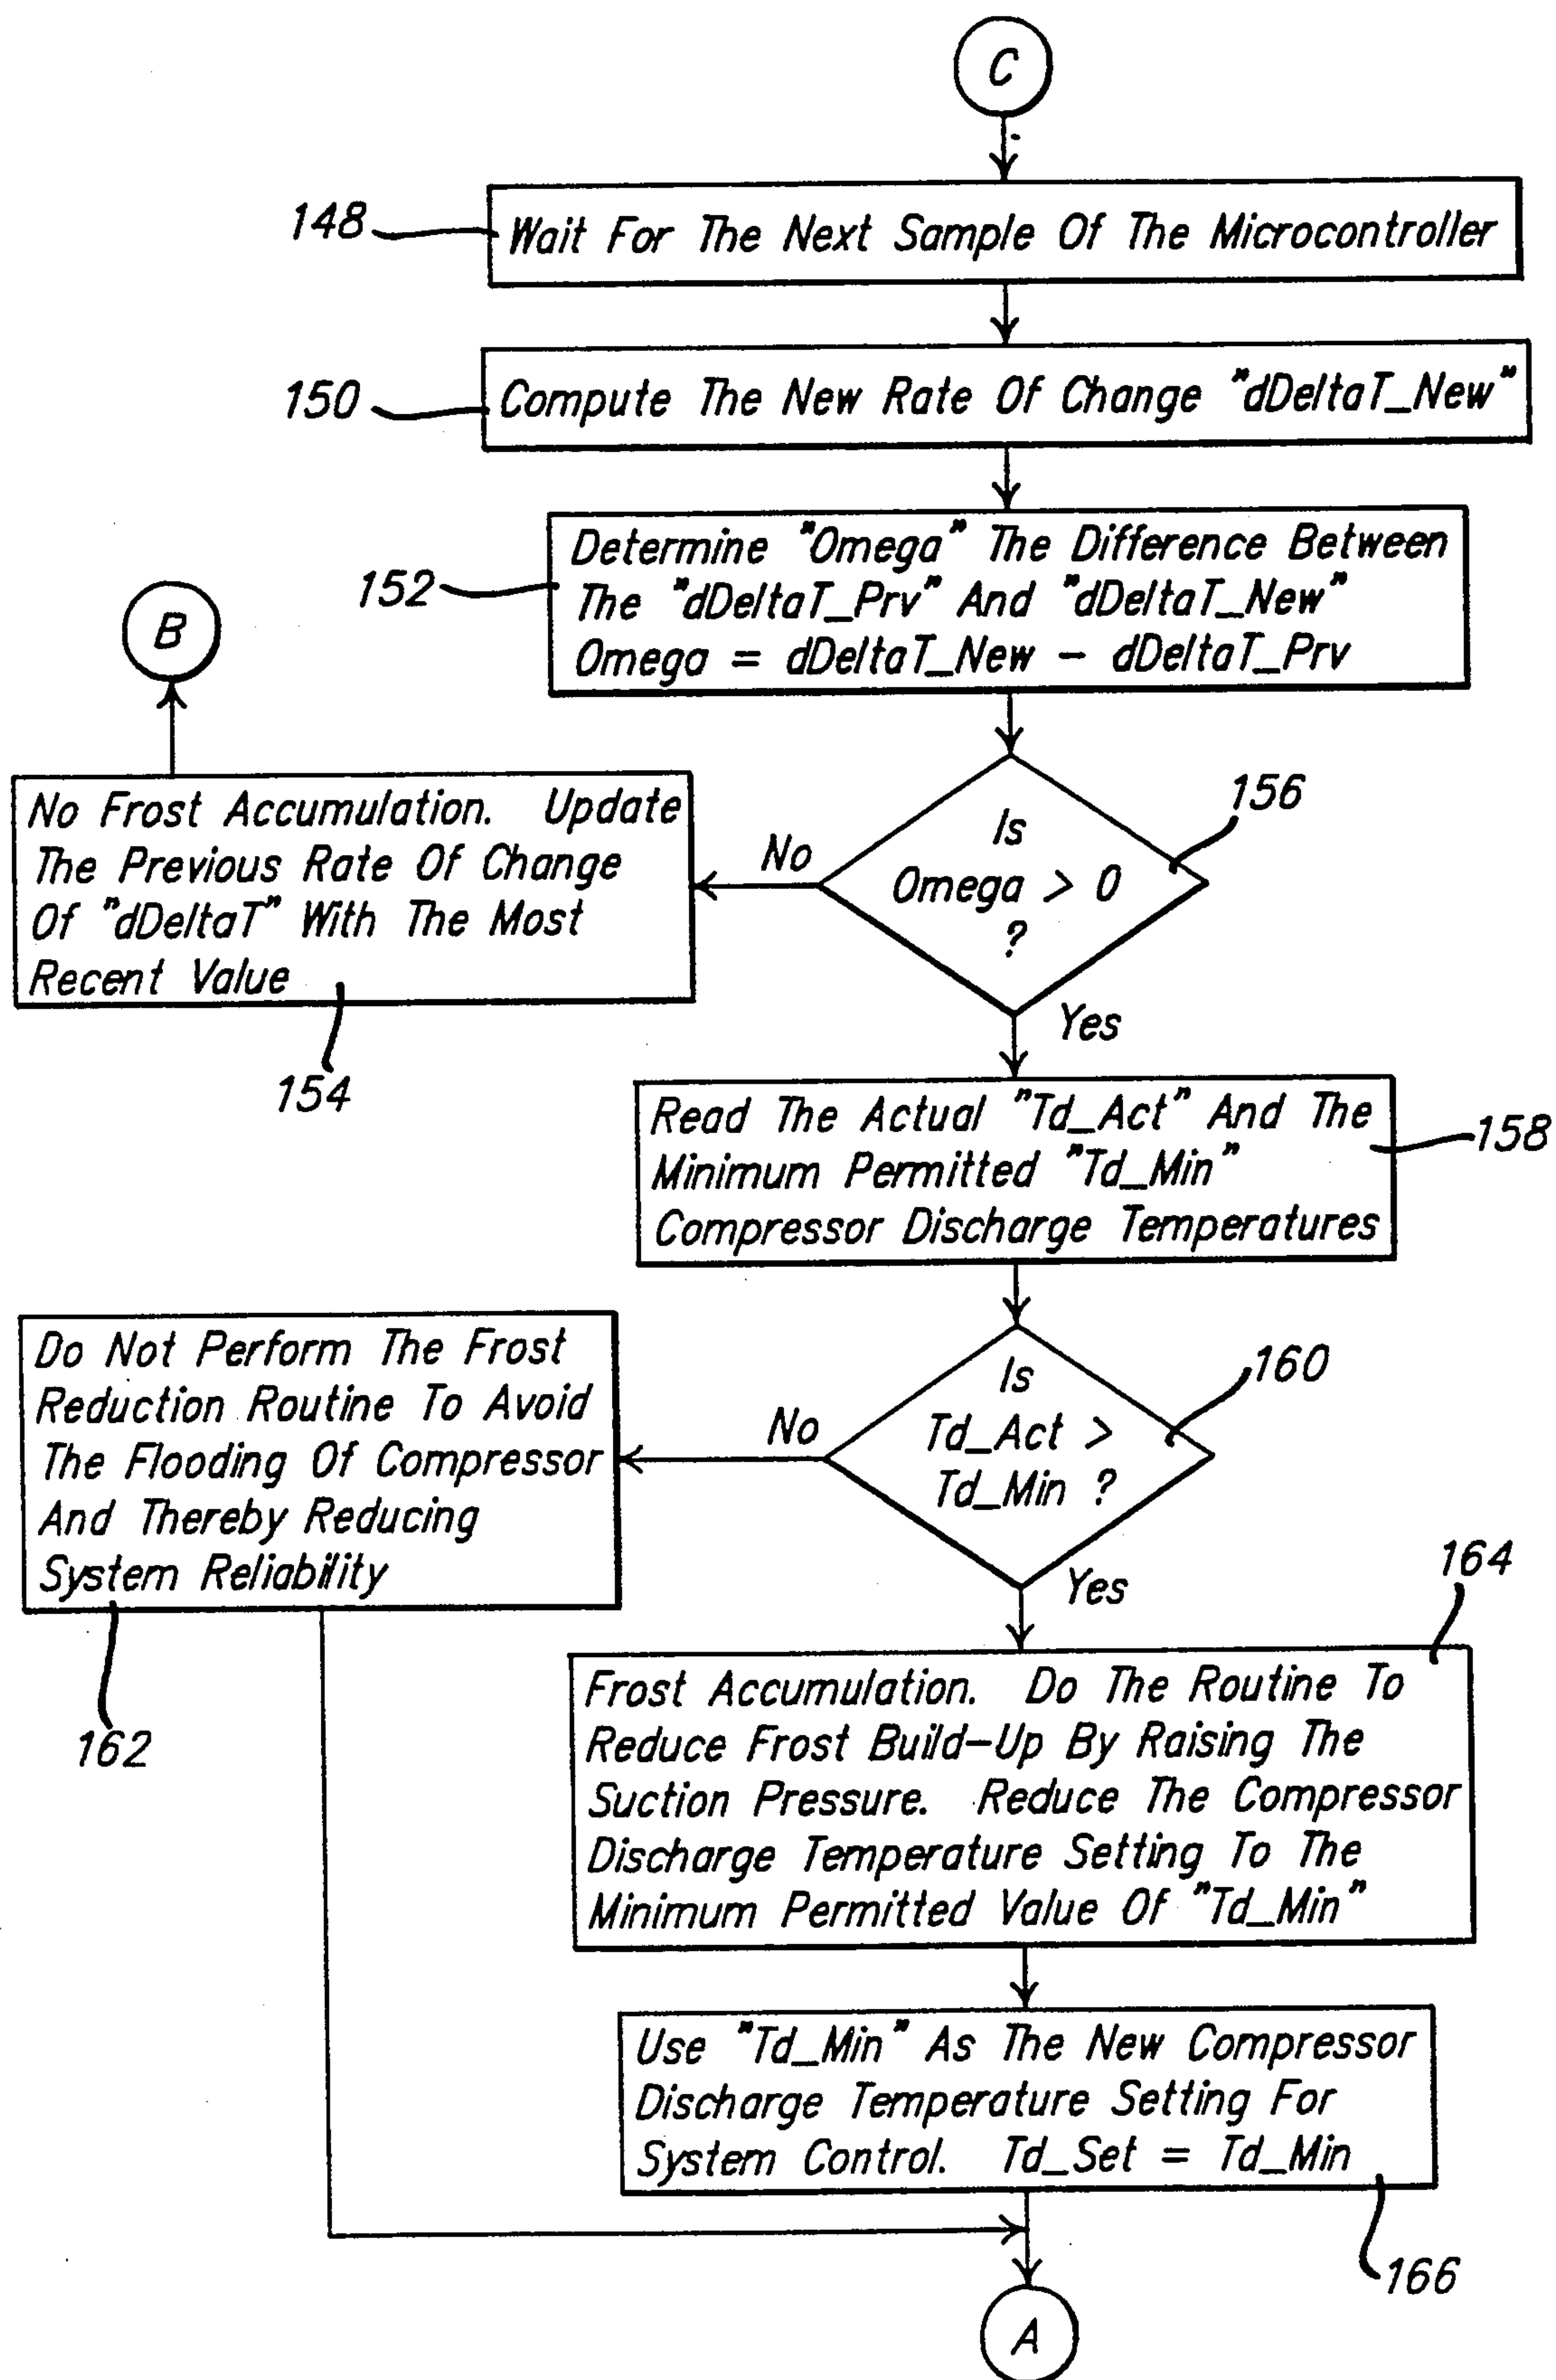 C
148
Wait For The Next Sample Of The Microcontroller
150
Compute The New Rate Of Change "dDeltaT_New"
152
Determine "Omega" The Difference Between
The "dDeltaT_Prv" And "dDeltaT_New"
Omega = dDeltaT_New - dDeltaT_Prv
B
No Frost Accumulation. Update
The Previous Rate Of Change
Of "dDeltaT" With The Most
Recent Value
154
No
Is
Omega > 0
?
156
Yes
Read The Actual "Td_Act" And The
Minimum Permitted "Td_Min"
Compressor Discharge Temperatures
158
Do Not Perform The Frost
Reduction Routine To Avoid
The Flooding Of Compressor
And Thereby Reducing
System Reliability
162
No
Is
Td_Act >
Td_Min ?
160
Yes
164
Frost Accumulation. Do The Routine To
Reduce Frost Build-Up By Raising The
Suction Pressure. Reduce The Compressor
Discharge Temperature Setting To The
Minimum Permitted Value Of "Td_Min"
Use "Td_Min" As The New Compressor
Discharge Temperature Setting For
System Control. Td_Set = Td_Min
166
A